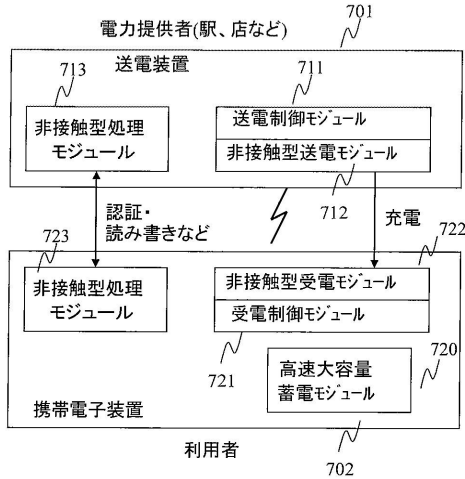 電力提供者(駅、店など)
701
送電装置
713
711
非接触型処理
モジュール
送電制御モジュール
非接触型送電モジュール
712
認証・
読み書きなど
充電
723
722
非接触型処理
モジュール
非接触型受電モジュール
受電制御モジュール
721
720
高速大容量
蓄電モジュール
携帯電子装置
利用者
702